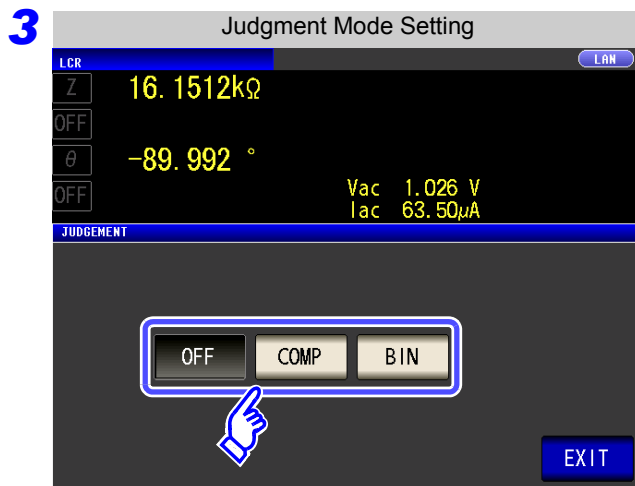 3
Judgment Mode Setting
LCR LAN
Z 16.1512kΩ
OFF
θ -89.992 °
OFF
Vac 1.026 V
Iac 63.50μA
JUDGEMENT
OFF COMP BIN
EXIT